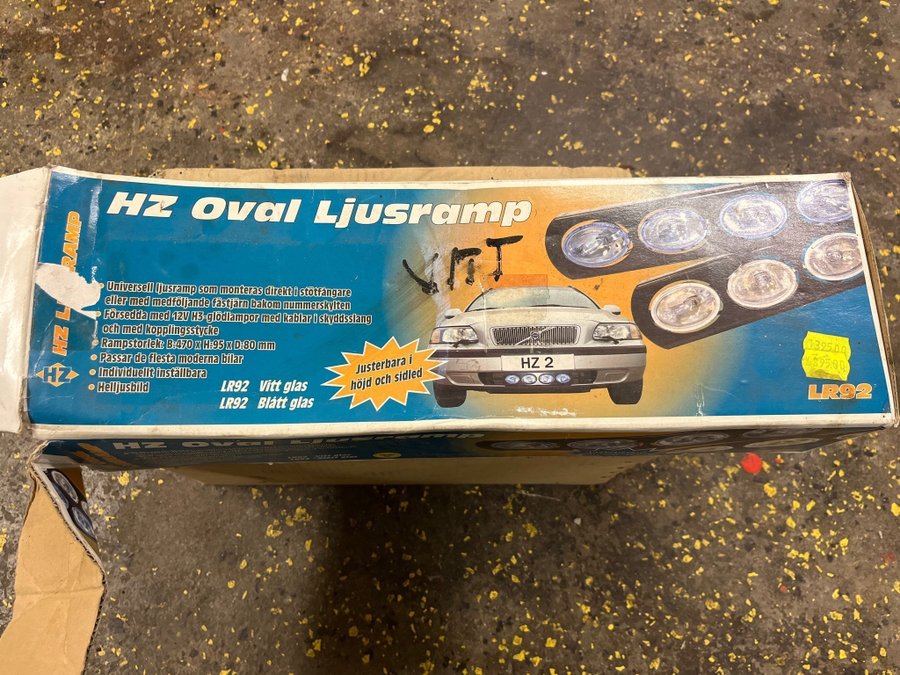 HZ Oval Ljusramp
VITT
• Universell ljusramp som monteras direkt i stötfångare
eller med medföljande fästjärn bakom nummerskylten
• Försedda med 12V H3-glödlampor med kablar i skyddsslang
och med kopplingsstycke
• Rampstorlek: B:470 x H:95 x D:80 mm
• Passar de flesta moderna bilar
• Individuellt inställbara
• Helljusbild
LR92 Vitt glas
LR92 Blått glas
Justerbara i
höjd och sidled
HZ 2
LR92
HZ
RAMP
HZ Oval Ljusramp